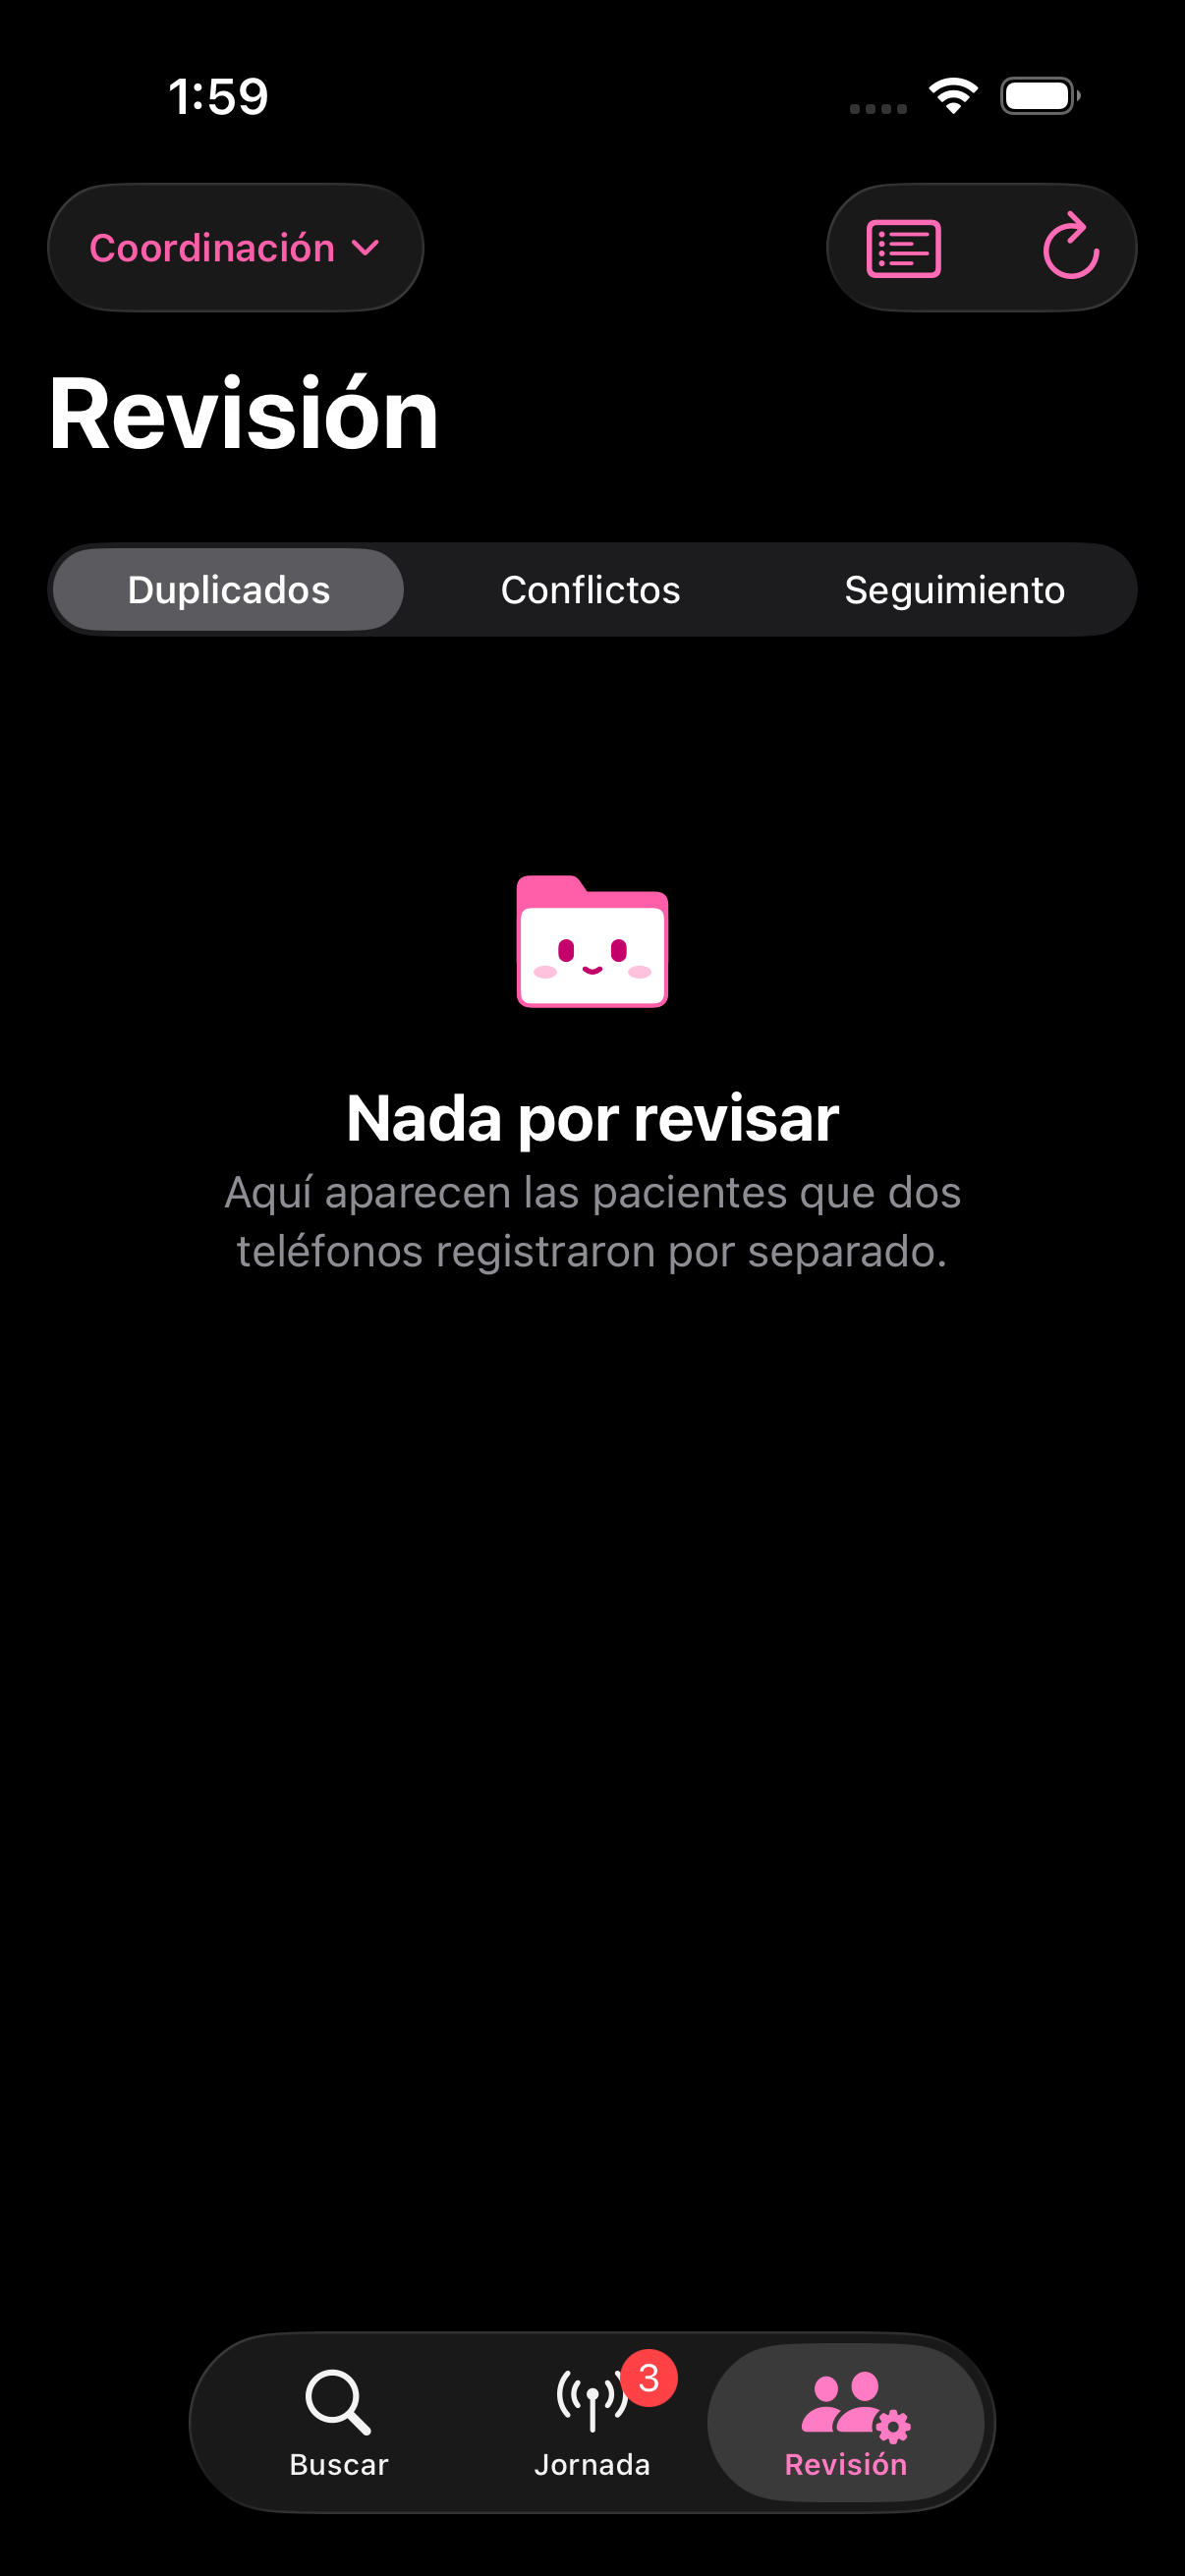 1:59
Coordinación
Revisión
Duplicados
Conflictos
Seguimiento
Nada por revisar
Aquí aparecen las pacientes que dos
teléfonos registraron por separado.
3
Buscar
Jornada
Revisión